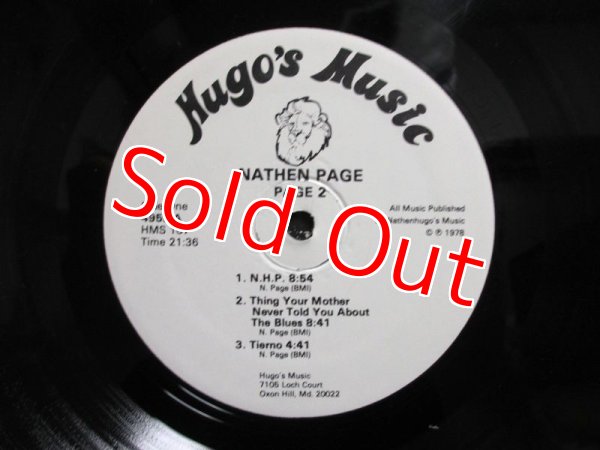 Hugo's Music
NATHEN PAGE
PAGE 2
HMS
Time 21:36
All Music Published
Nathenhugo's Music
© ℗ 1978
Sold Out
1. N.H.P. 8:54
N. Page (BMI)
2. Thing Your Mother
Never Told You About
The Blues 8:41
N. Page (BMI)
3. Tierno 4:41
N. Page (BMI)
Hugo's Music
7106 Loch Court
Oxon Hill, Md. 20022